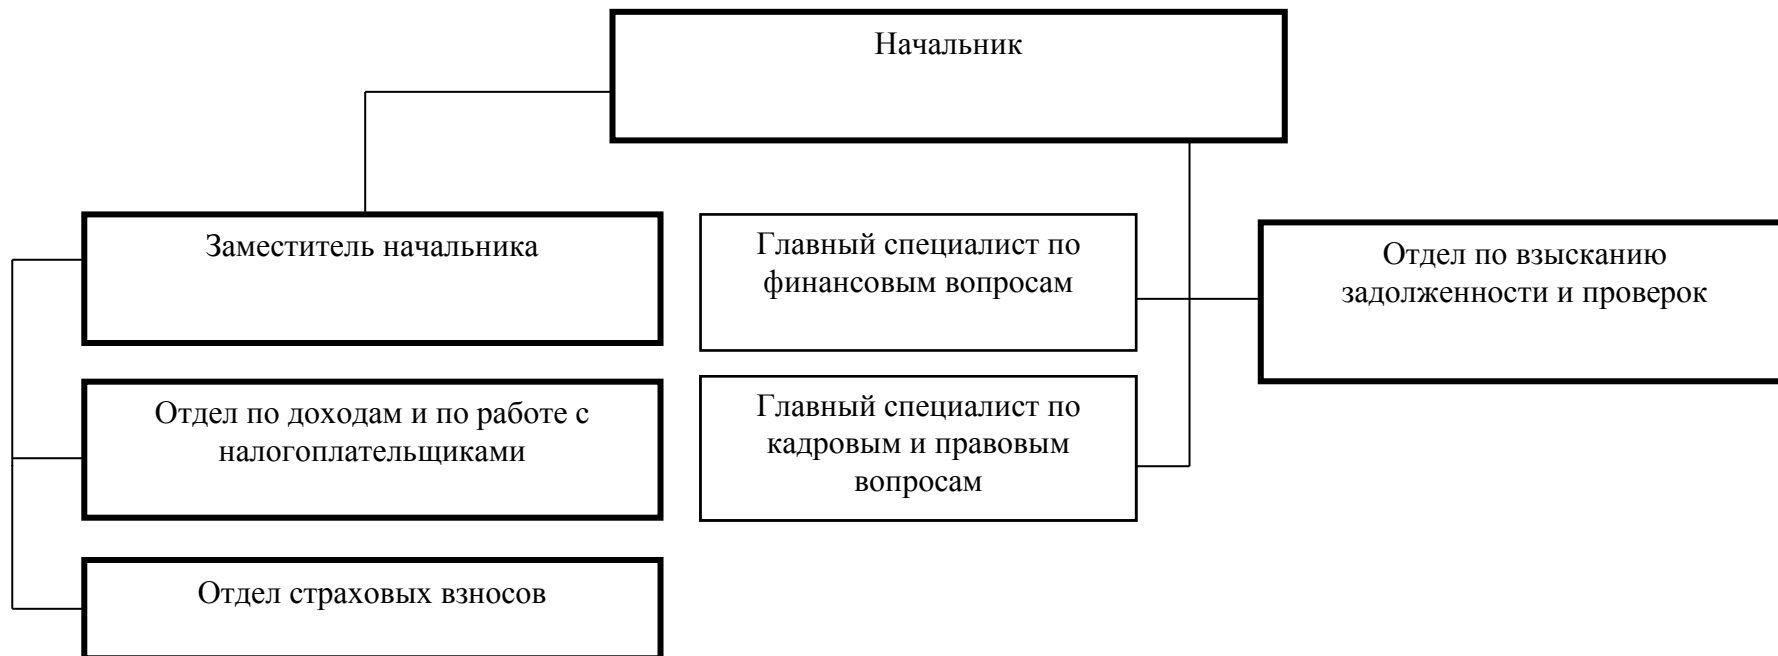 Начальник
Заместитель начальника
Главный специалист по
финансовым вопросам
Отдел по взысканию
задолженности и проверок
Отдел по доходам и по работе с
налогоплательщиками
Главный специалист по
кадровым и правовым
вопросам
Отдел страховых взносов